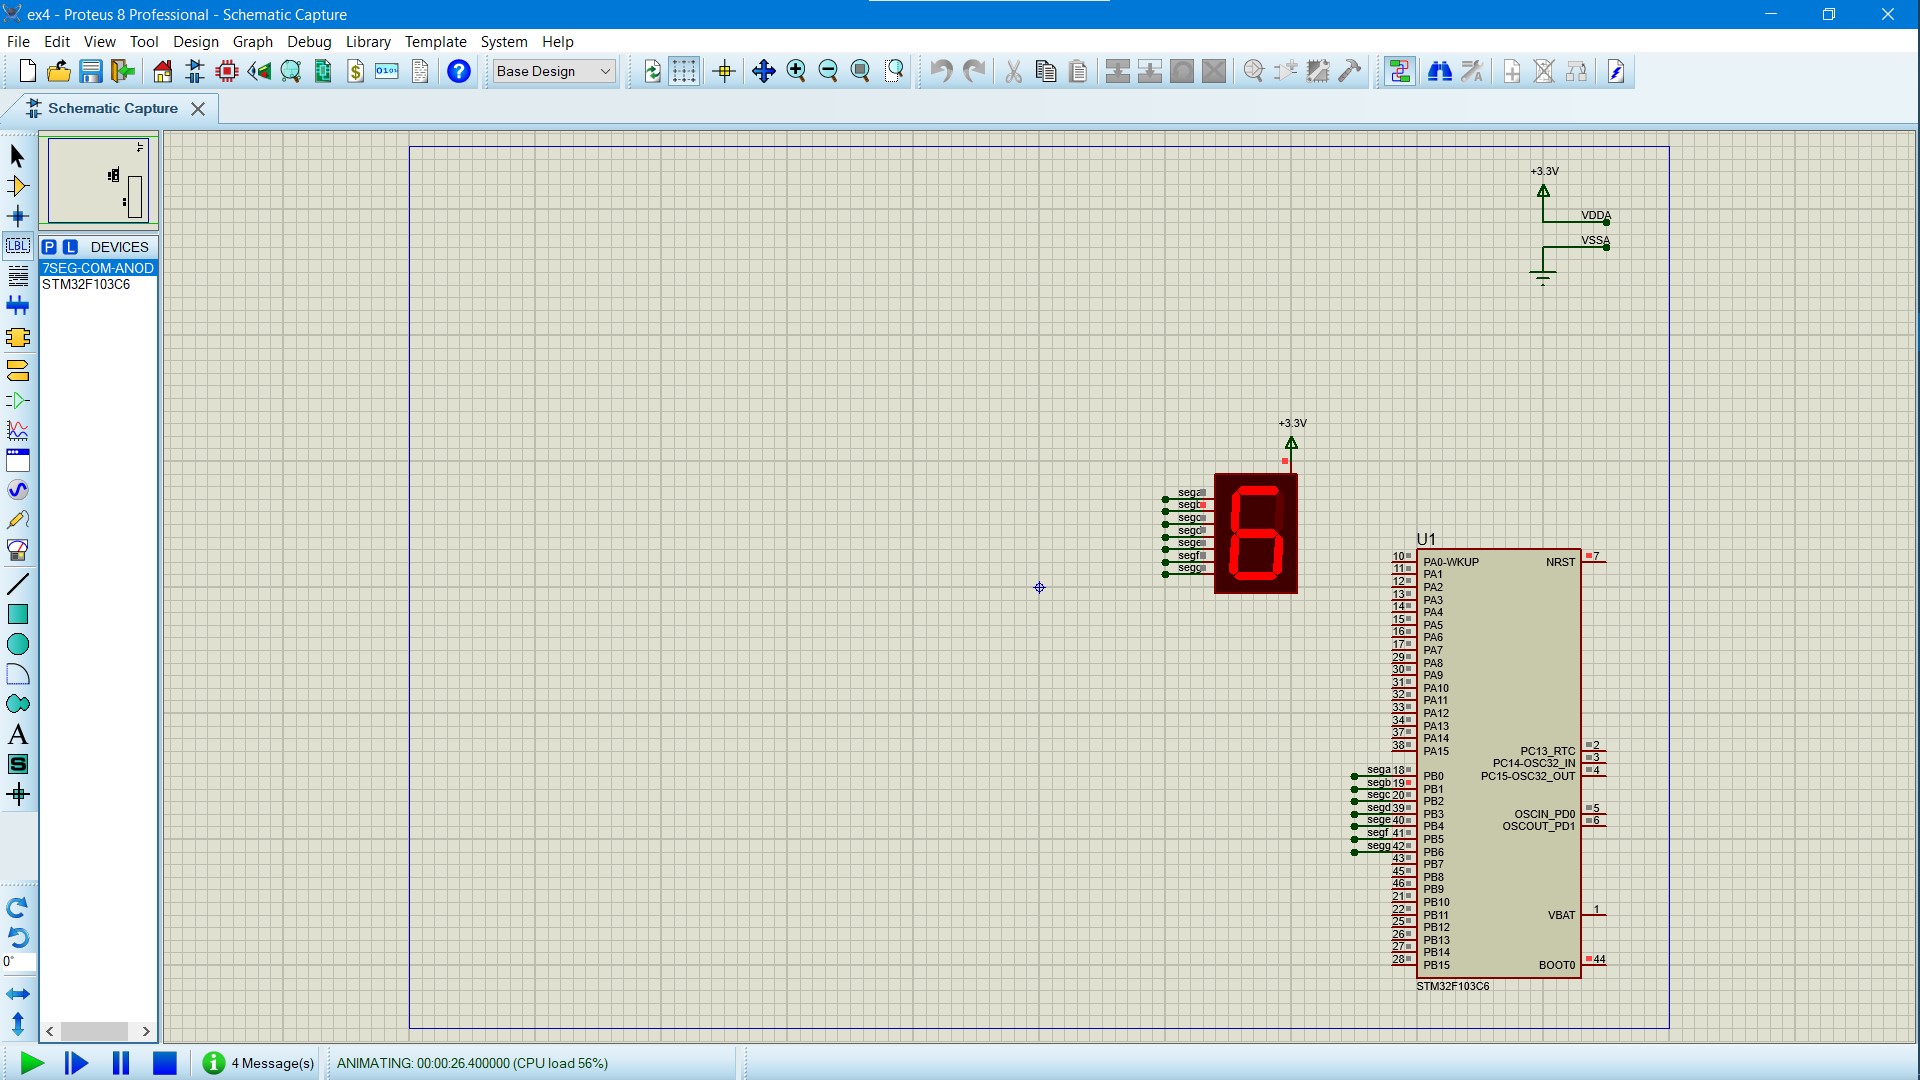 ex4 - Proteus 8 Professional - Schematic Capture
File Edit View Tool Design Graph Debug Library Template System Help
Base Design
Schematic Capture
LBL
P L DEVICES
7SEG-COM-ANOD
STM32F103C6
+3.3V
VDDA
VSSA
+3.3V
sega
segb
segc
segd
sege
segf
segg
U1
10 PA0-WKUP NRST 7
11 PA1
12 PA2
13 PA3
14 PA4
15 PA5
16 PA6
17 PA7
29 PA8
30 PA9
31 PA10
32 PA11
33 PA12
34 PA13
37 PA14
38 PA15 PC13_RTC 2
PC14-OSC32_IN 3
sega 18 PB0 PC15-OSC32_OUT 4
segb 19 PB1
segc 20 PB2
segd 39 PB3 OSCIN_PD0 5
sege 40 PB4 OSCOUT_PD1 6
segf 41 PB5
segg 42 PB6
43 PB7
45 PB8
46 PB9
21 PB10
22 PB11 VBAT 1
25 PB12
26 PB13
27 PB14
28 PB15 BOOT0 44
STM32F103C6
A
S
0°
4 Message(s)
ANIMATING: 00:00:26.400000 (CPU load 56%)